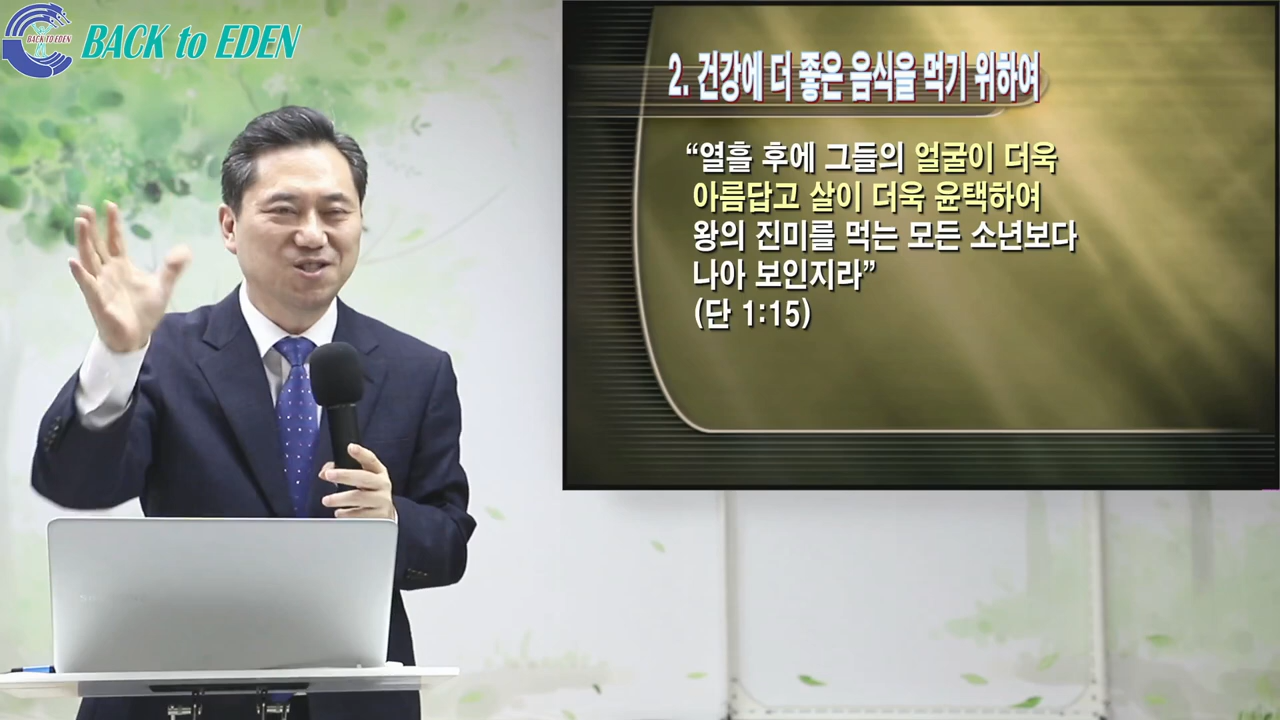 BACK TO EDEN
BACK to EDEN
2. 건강에 더 좋은 음식을 먹기 위하여
“열흘 후에 그들의 얼굴이 더욱
아름답고 살이 더욱 윤택하여
왕의 진미를 먹는 모든 소년보다
나아 보인지라”
(단 1:15)